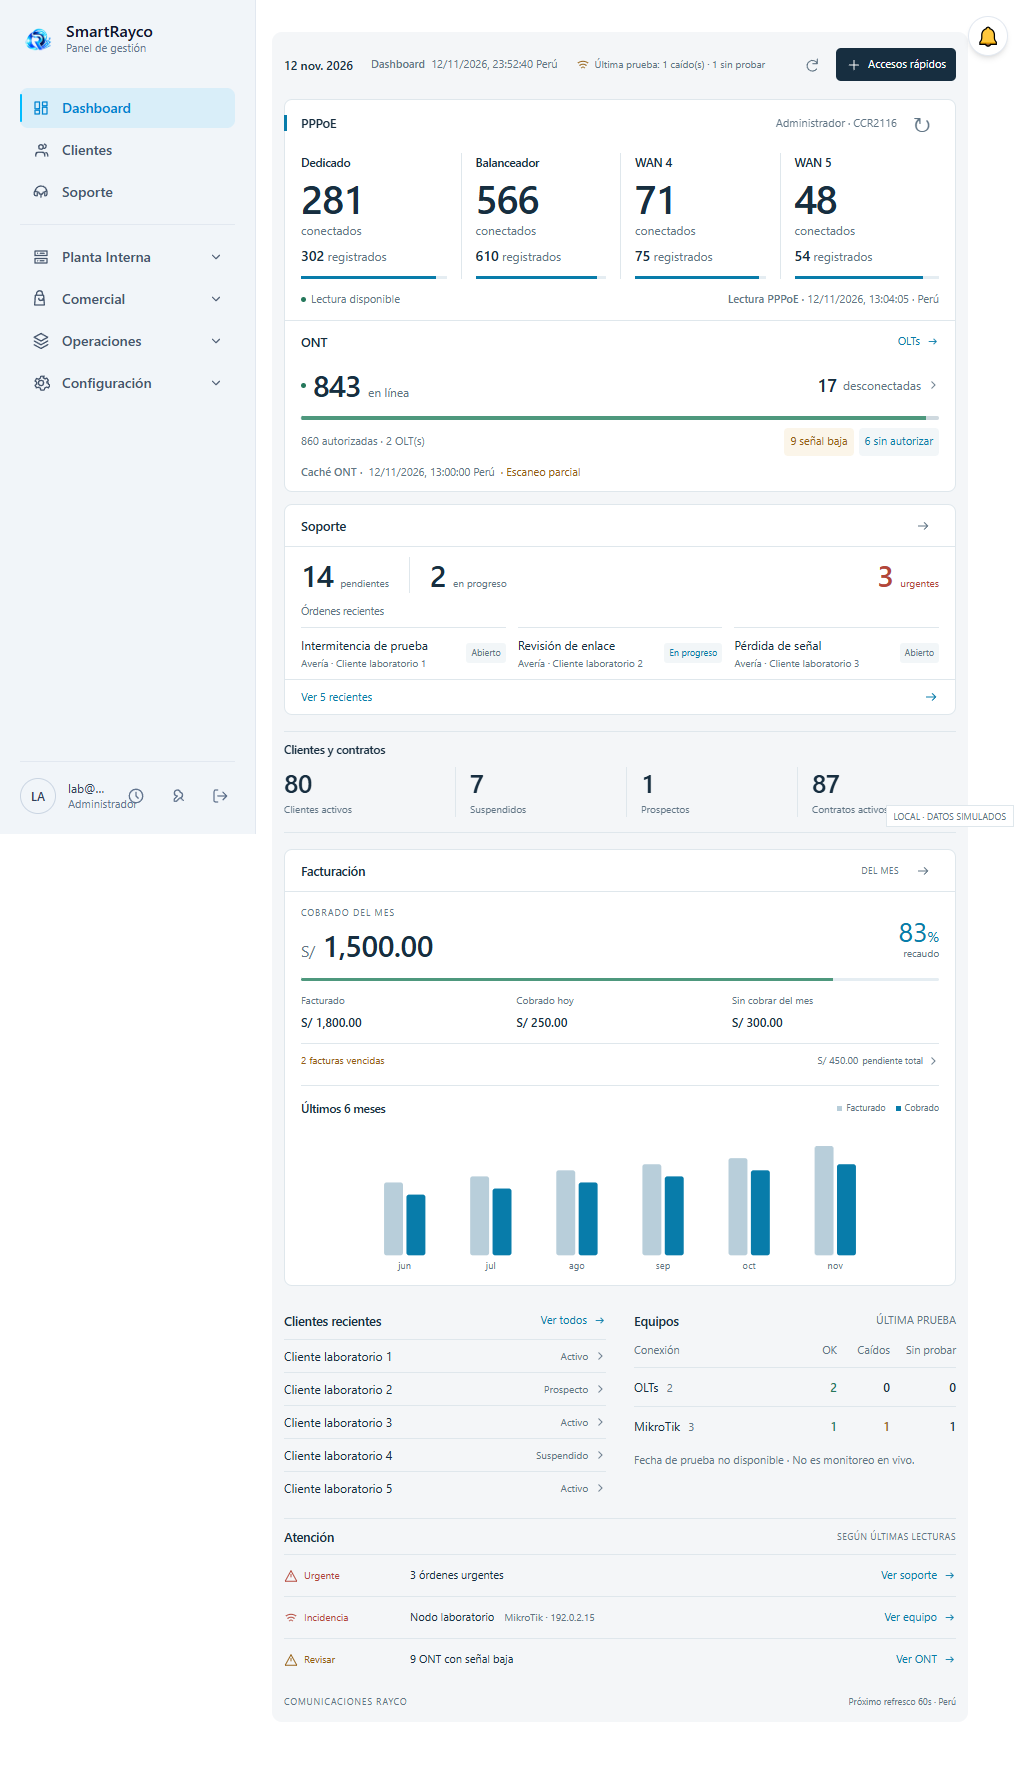 SmartRayco
Panel de gestión
Dashboard
Clientes
Soporte
Planta Interna
Comercial
Operaciones
Configuración
LA
lab@...
Administrador
12 nov. 2026
Dashboard 12/11/2026, 23:52:40 Perú
Última prueba: 1 caído(s) · 1 sin probar
Accesos rápidos
PPPoE
Administrador · CCR2116
Dedicado
281
conectados
302 registrados
Balanceador
566
conectados
610 registrados
WAN 4
71
conectados
75 registrados
WAN 5
48
conectados
54 registrados
Lectura disponible
Lectura PPPoE · 12/11/2026, 13:04:05 · Perú
ONT
OLTs
843 en línea
17 desconectadas
860 autorizadas · 2 OLT(s)
9 señal baja
6 sin autorizar
Caché ONT · 12/11/2026, 13:00:00 Perú · Escaneo parcial
Soporte
14 pendientes
2 en progreso
3 urgentes
Órdenes recientes
Intermitencia de prueba
Avería · Cliente laboratorio 1
Abierto
Revisión de enlace
Avería · Cliente laboratorio 2
En progreso
Pérdida de señal
Avería · Cliente laboratorio 3
Abierto
Ver 5 recientes
Clientes y contratos
80
Clientes activos
7
Suspendidos
1
Prospectos
87
Contratos activos
LOCAL · DATOS SIMULADOS
Facturación
DEL MES
COBRADO DEL MES
S/ 1,500.00
83%
recaudo
Facturado
S/ 1,800.00
Cobrado hoy
S/ 250.00
Sin cobrar del mes
S/ 300.00
2 facturas vencidas
S/ 450.00 pendiente total
Últimos 6 meses
Facturado
Cobrado
jun
jul
ago
sep
oct
nov
Clientes recientes
Ver todos
Cliente laboratorio 1
Activo
Cliente laboratorio 2
Prospecto
Cliente laboratorio 3
Activo
Cliente laboratorio 4
Suspendido
Cliente laboratorio 5
Activo
Equipos
ÚLTIMA PRUEBA
Conexión OK Caídos Sin probar
OLTs 2 2 0 0
MikroTik 3 1 1 1
Fecha de prueba no disponible · No es monitoreo en vivo.
Atención
SEGÚN ÚLTIMAS LECTURAS
Urgente
3 órdenes urgentes
Ver soporte
Incidencia
Nodo laboratorio MikroTik · 192.0.2.15
Ver equipo
Revisar
9 ONT con señal baja
Ver ONT
COMUNICACIONES RAYCO
Próximo refresco 60s · Perú